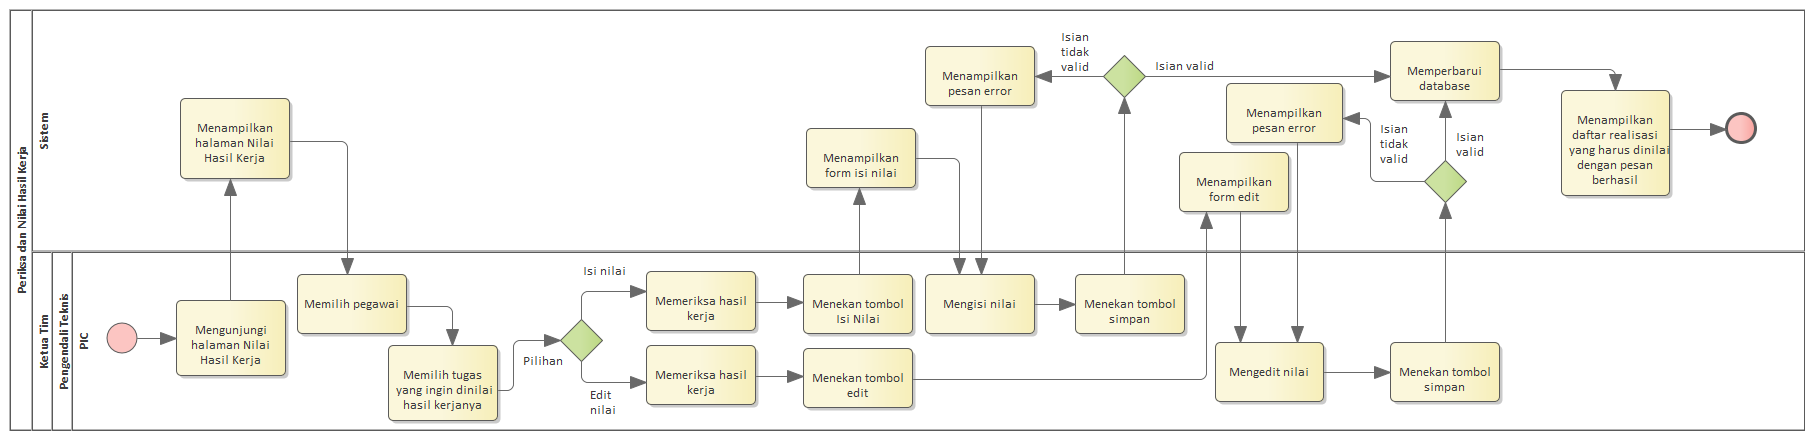 Periksa dan Nilai Hasil Kerja
Sistem
Ketua Tim
Pengendali Teknis
PIC
Mengunjungi
halaman Nilai
Hasil Kerja
Menampilkan
halaman Nilai
Hasil Kerja
Memilih pegawai
Memilih tugas
yang ingin dinilai
hasil kerjanya
Pilihan
Isi nilai
Edit
nilai
Memeriksa hasil
kerja
Memeriksa hasil
kerja
Menekan tombol
Isi Nilai
Menekan tombol
edit
Menampilkan
form isi nilai
Menampilkan
pesan error
Mengisi nilai
Menekan tombol
simpan
Isian
tidak
valid
Isian valid
Menampilkan
form edit
Menampilkan
pesan error
Mengedit nilai
Menekan tombol
simpan
Isian
tidak
valid
Isian
valid
Memperbarui
database
Menampilkan
daftar realisasi
yang harus dinilai
dengan pesan
berhasil